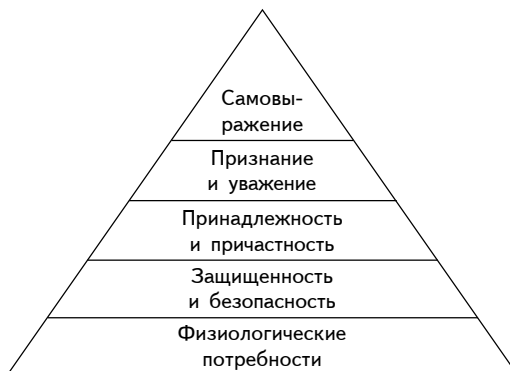 Самовы-
ражение
Признание
и уважение
Принадлежность
и причастность
Защищенность
и безопасность
Физиологические
потребности